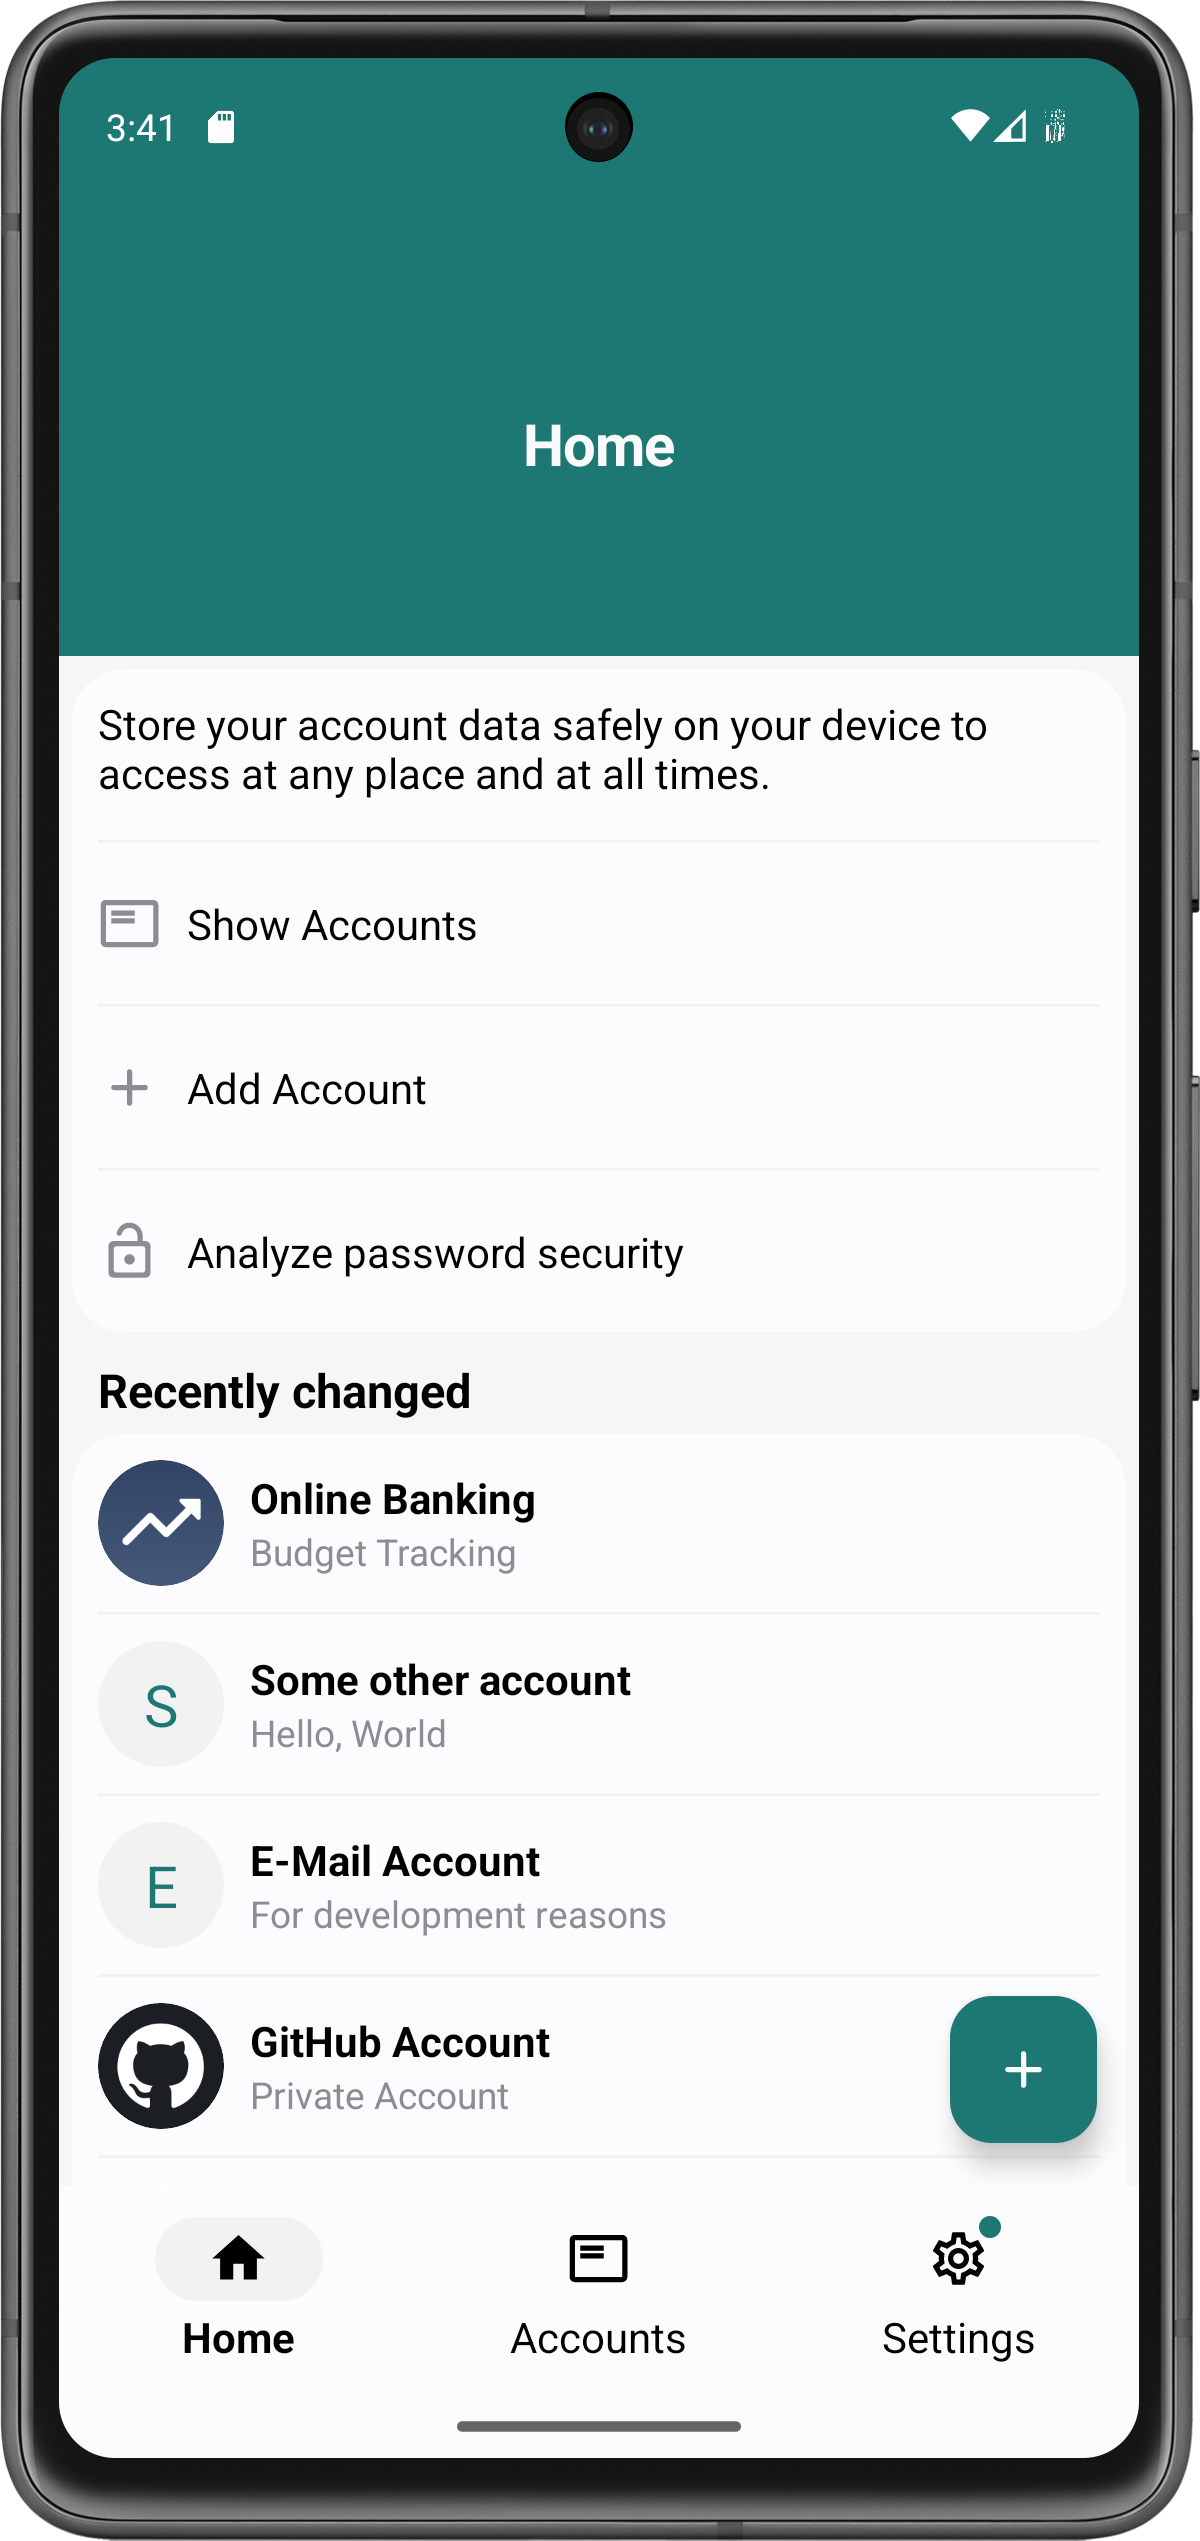 3:41
Home
Store your account data safely on your device to
access at any place and at all times.
Show Accounts
Add Account
Analyze password security
Recently changed
Online Banking
Budget Tracking
S
Some other account
Hello, World
E
E-Mail Account
For development reasons
GitHub Account
Private Account
Home
Accounts
Settings